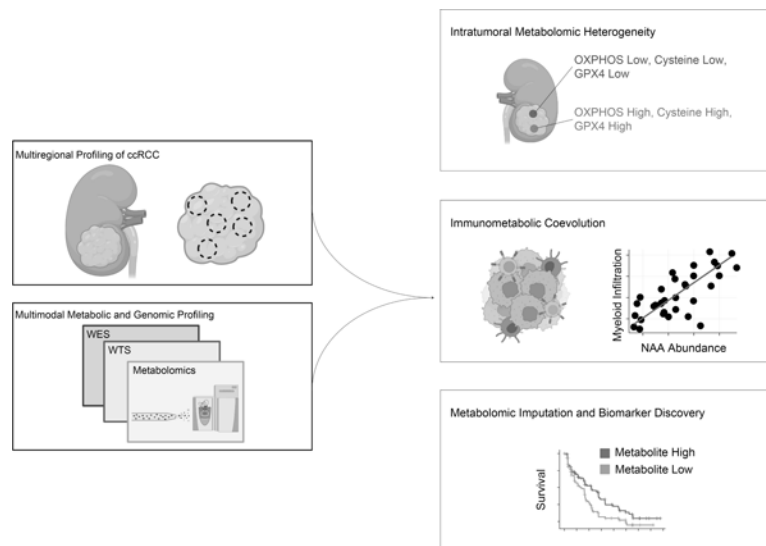 Multiregional Profiling of ccRCC
Multimodal Metabolic and Genomic Profiling
WES
WTS
Metabolomics
Intratumoral Metabolomic Heterogeneity
OXPHOS Low, Cysteine Low,
GPX4 Low
OXPHOS High, Cysteine High,
GPX4 High
Immunometabolic Coevolution
Myeloid Infiltration
NAA Abundance
Metabolomic Imputation and Biomarker Discovery
Metabolite High
Metabolite Low
Survival